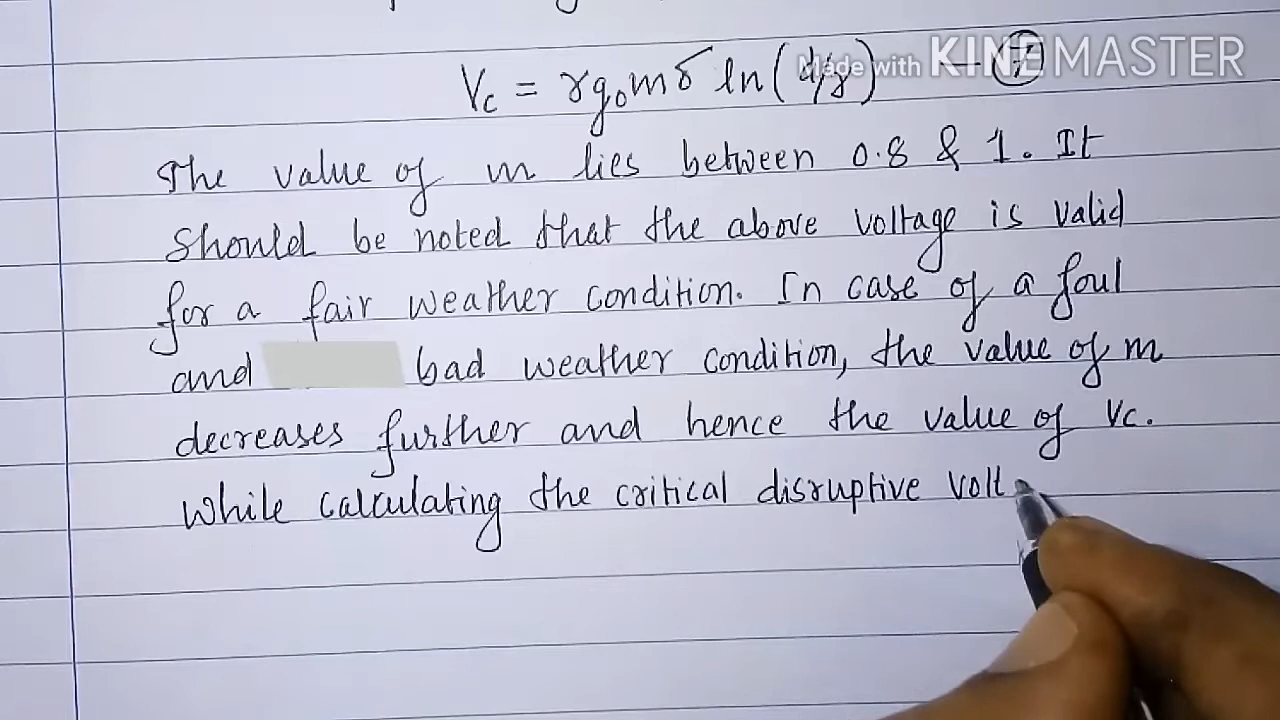 Vc = rg₀mδ ln(d/r) — 7
Made with KINEMASTER
The value of m lies between 0.8 & 1. It
should be noted that the above voltage is valid
for a fair weather condition. In case of a foul
and bad weather condition, the value of m
decreases further and hence the value of Vc.
While calculating the critical disruptive volt